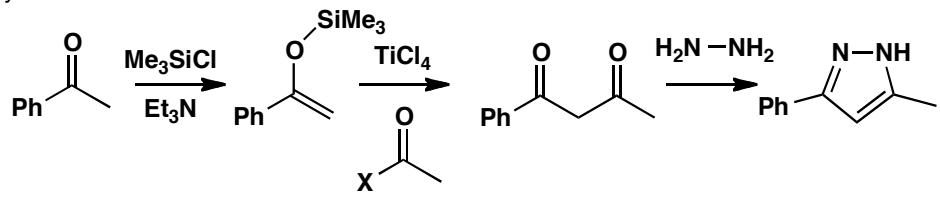 SiMe3
O
O
TiCl4
O
O
H2N–NH2
N–NH
Me3SiCl
Ph
Et3N
Ph
Ph
Ph
O
X